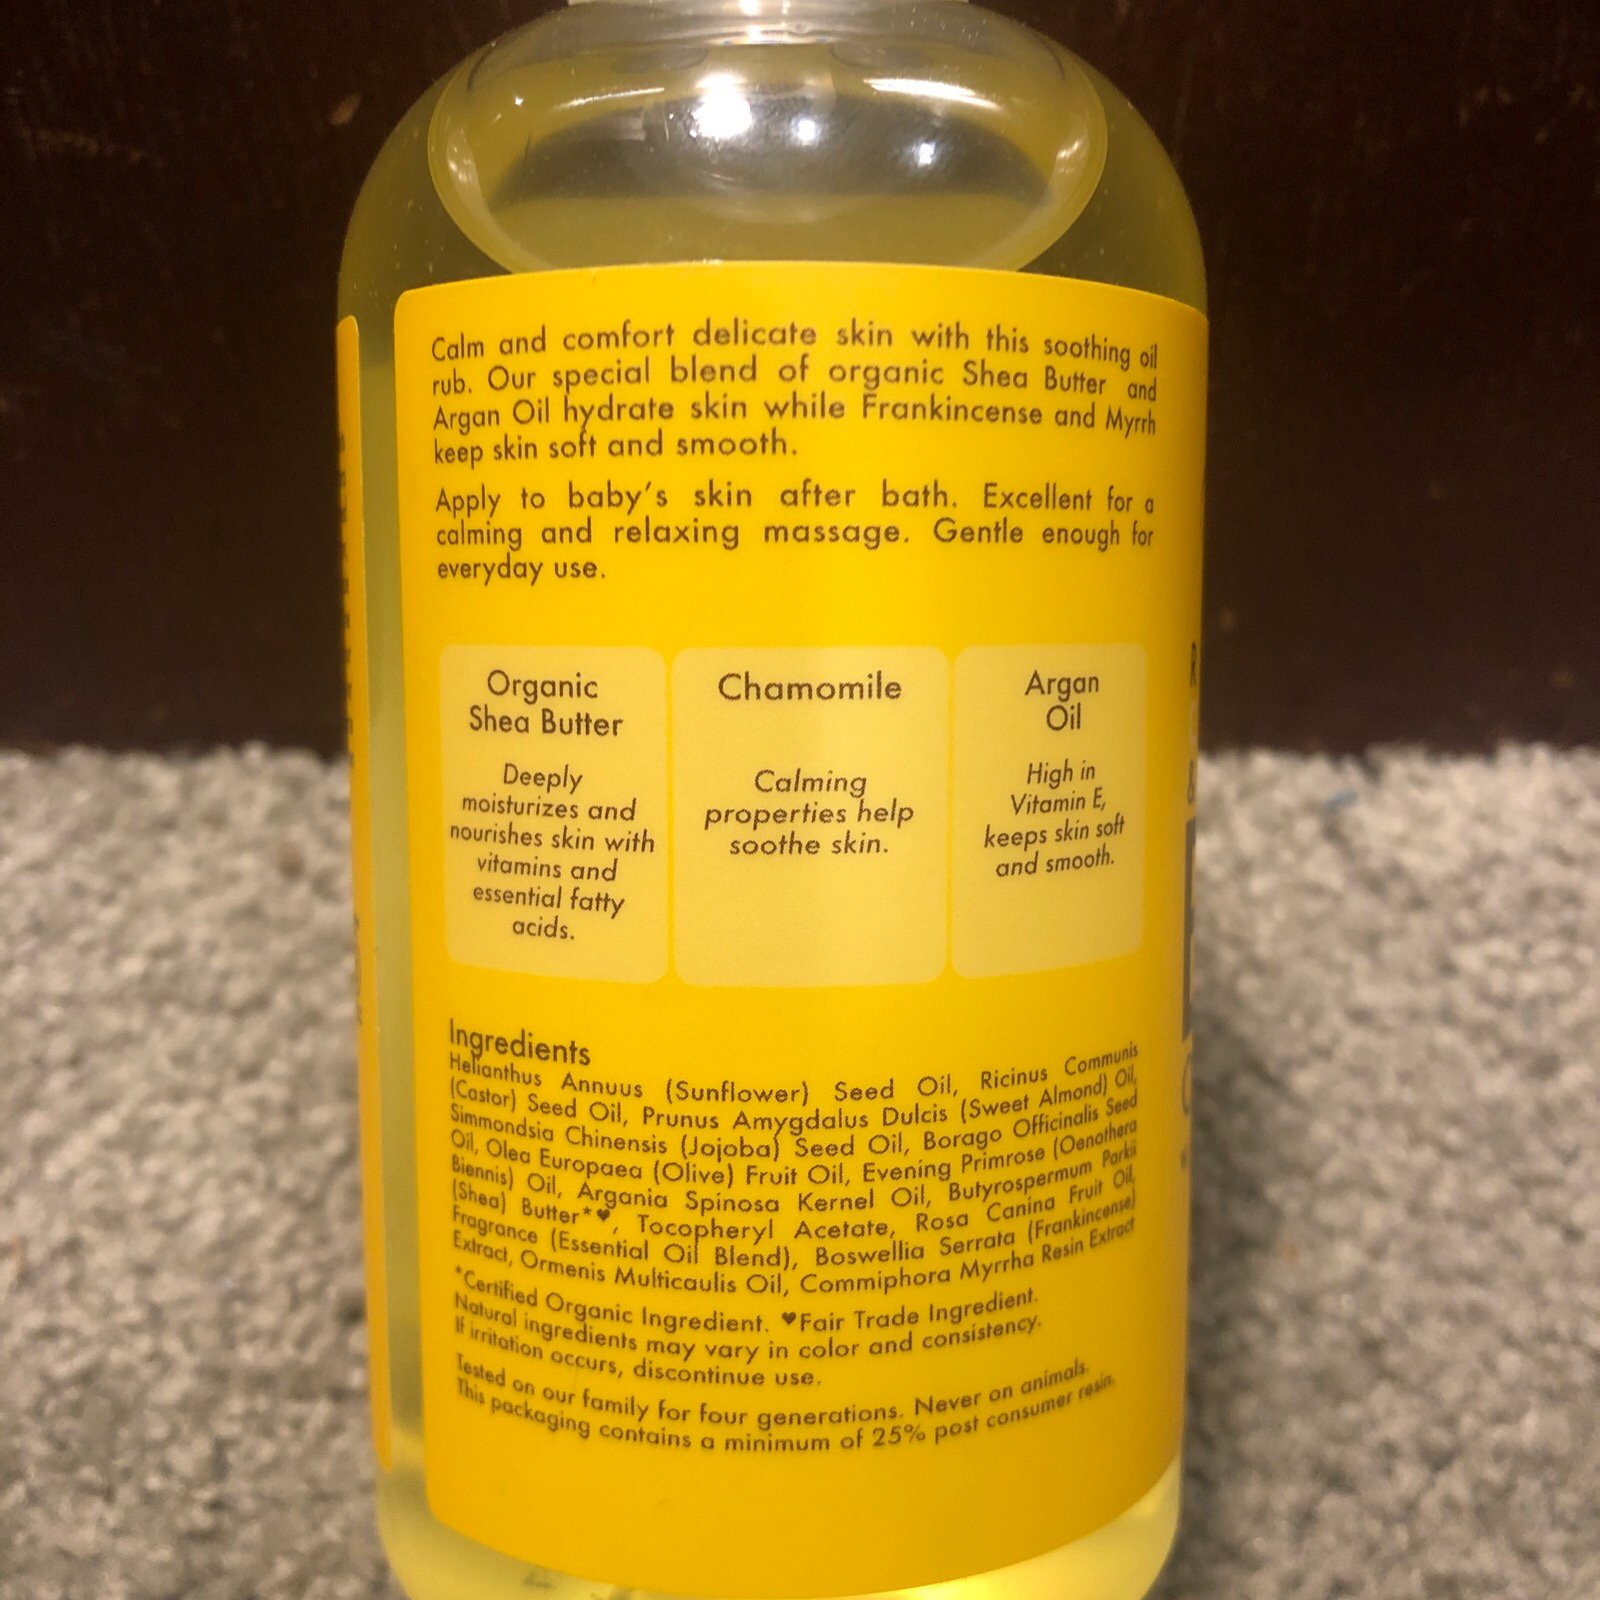 Calm and comfort delicate skin with this soothing oil
rub. Our special blend of organic Shea Butter and
Argan Oil hydrate skin while Frankincense and Myrrh
keep skin soft and smooth.
Apply to baby's skin after bath. Excellent for a
calming and relaxing massage. Gentle enough for
everyday use.
Organic
Shea Butter
Deeply
moisturizes and
nourishes skin with
vitamins and
essential fatty
acids.
Chamomile
Calming
properties help
soothe skin.
Argan
Oil
High in
Vitamin E,
keeps skin soft
and smooth.
Ingredients
Helianthus Annuus (Sunflower) Seed Oil, Ricinus Communis
(Castor) Seed Oil, Prunus Amygdalus Dulcis (Sweet Almond) Oil,
Simmondsia Chinensis (Jojoba) Seed Oil, Borago Officinalis Seed
Oil, Olea Europaea (Olive) Fruit Oil, Evening Primrose (Oenothera
Biennis) Oil, Argania Spinosa Kernel Oil, Butyrospermum Parkii
(Shea) Butter*♥, Tocopheryl Acetate, Rosa Canina Fruit Oil,
Fragrance (Essential Oil Blend), Boswellia Serrata (Frankincense)
Extract, Ormenis Multicaulis Oil, Commiphora Myrrha Resin Extract
*Certified Organic Ingredient. ♥Fair Trade Ingredient.
Natural ingredients may vary in color and consistency.
If irritation occurs, discontinue use.
Tested on our family for four generations. Never on animals.
This packaging contains a minimum of 25% post consumer resin.